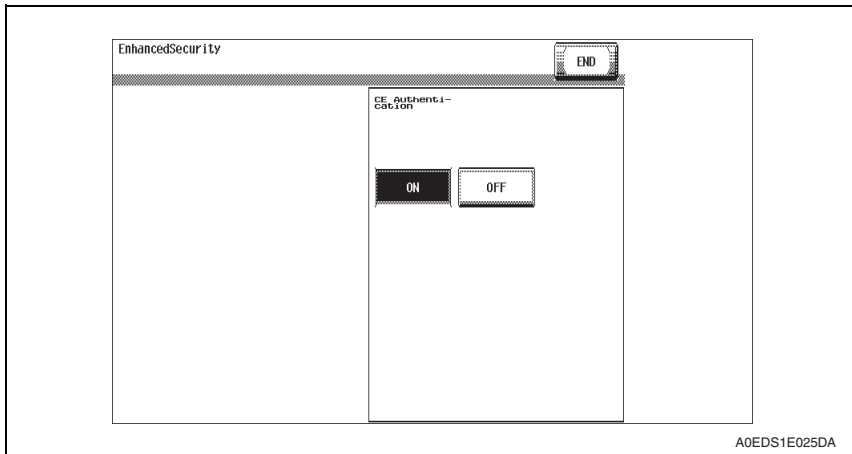 EnhancedSecurity
END
CE Authenti-
cation
ON
OFF
A0EDS1E025DA